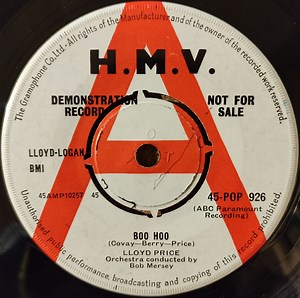 The Gramophone Co. Ltd. - All rights of the Manufacturer and of the owner of the recorded work reserved.
H.M.V.
DEMONSTRATION RECORD
NOT FOR SALE
LLOYD-LOGAN
BMI
45AMP10257 45
45-POP 926
(ABC Paramount Recording)
BOO HOO
(Covay—Berry—Price)
LLOYD PRICE
Orchestra conducted by
Bob Mersey
Unauthorised public performance, broadcasting and copying of this record prohibited.